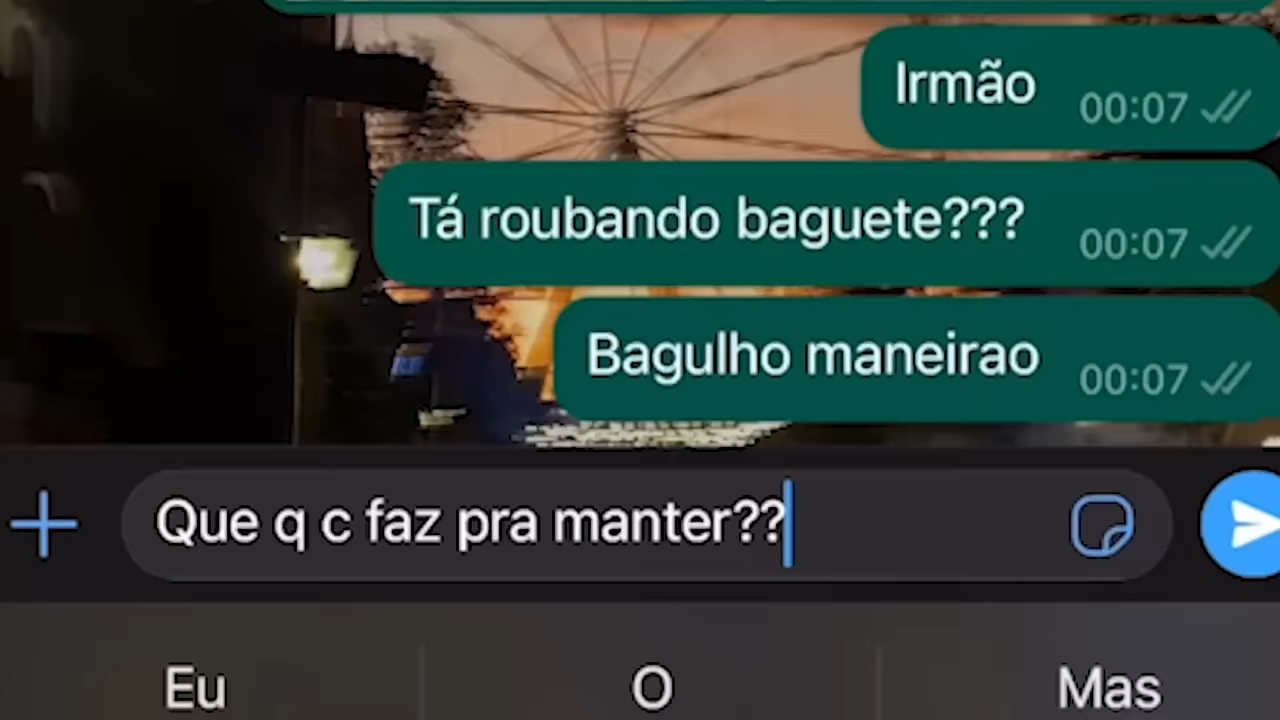 Irmão 00:07
Tá roubando baguete??? 00:07
Bagulho maneirao 00:07
Que q c faz pra manter??
Eu O Mas